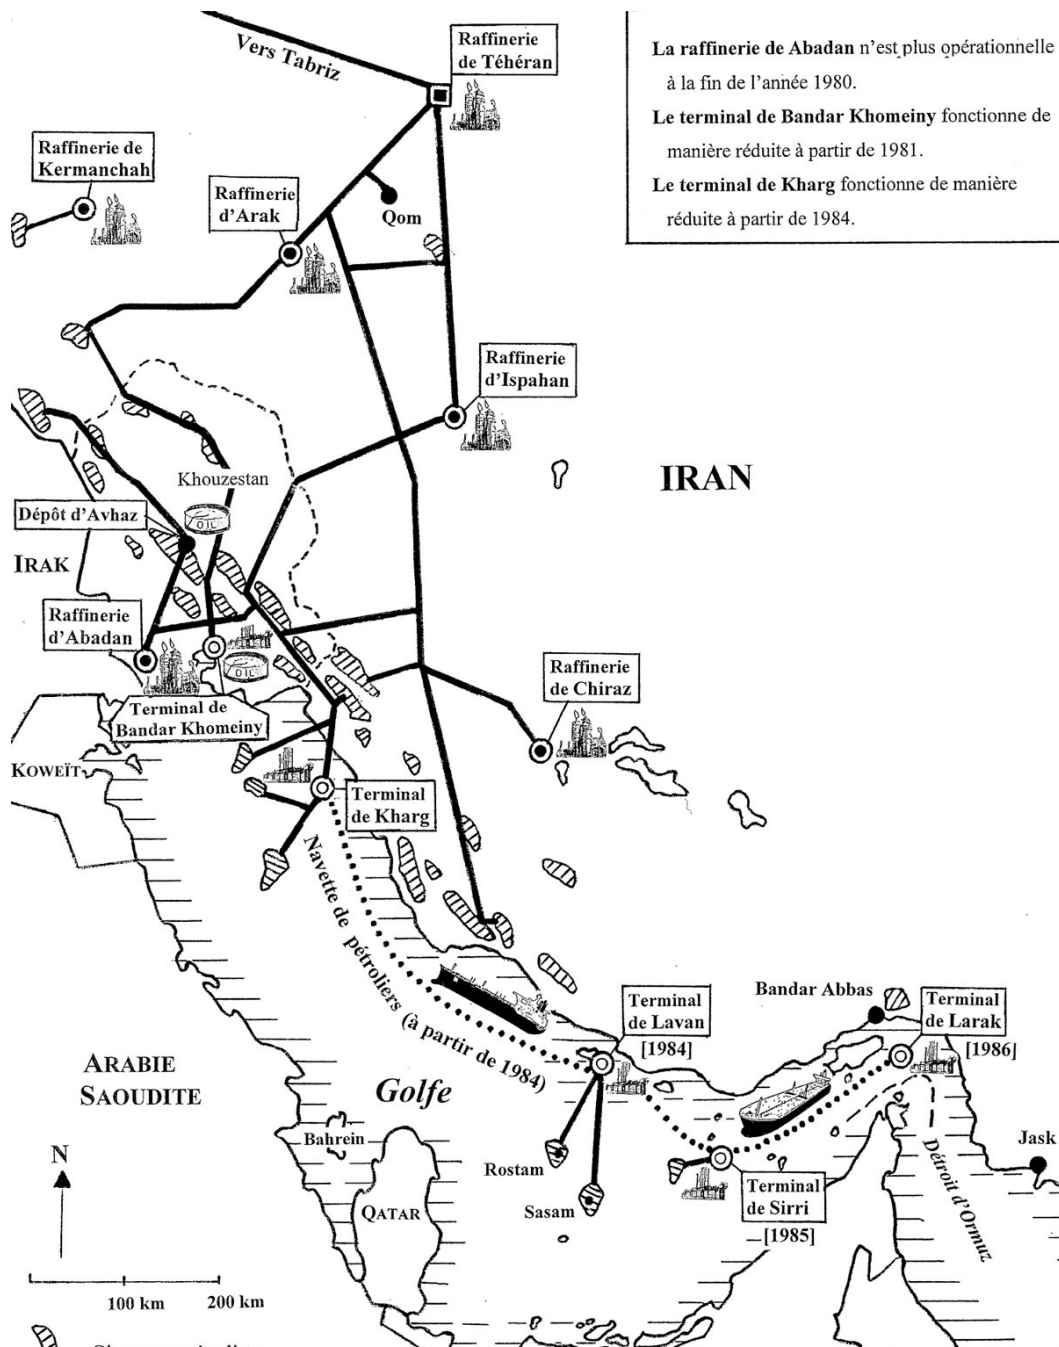 Vers Tabriz
Raffinerie
de Téhéran
La raffinerie de Abadan n'est plus opérationnelle
à la fin de l'année 1980.
Le terminal de Bandar Khomeiny fonctionne de
manière réduite à partir de 1981.
Le terminal de Kharg fonctionne de manière
réduite à partir de 1984.
Raffinerie de
Kermanchah
Raffinerie
d'Arak
Qom
Raffinerie
d'Ispahan
Khouzestan
IRAN
Dépôt d'Avhaz
OIL
IRAK
Raffinerie
d'Abadan
OIL
Raffinerie
de Chiraz
Terminal de
Bandar Khomeiny
KOWEÏT
Terminal
de Kharg
Navette de pétroliers (à partir de 1984)
Bandar Abbas
Terminal
de Lavan
[1984]
Terminal
de Larak
[1986]
ARABIE
SAOUDITE
Golfe
Bahrein
Rostam
Jask
N
QATAR
Sasam
Terminal
de Sirri
[1985]
Détroit d'Ormuz
100 km
200 km